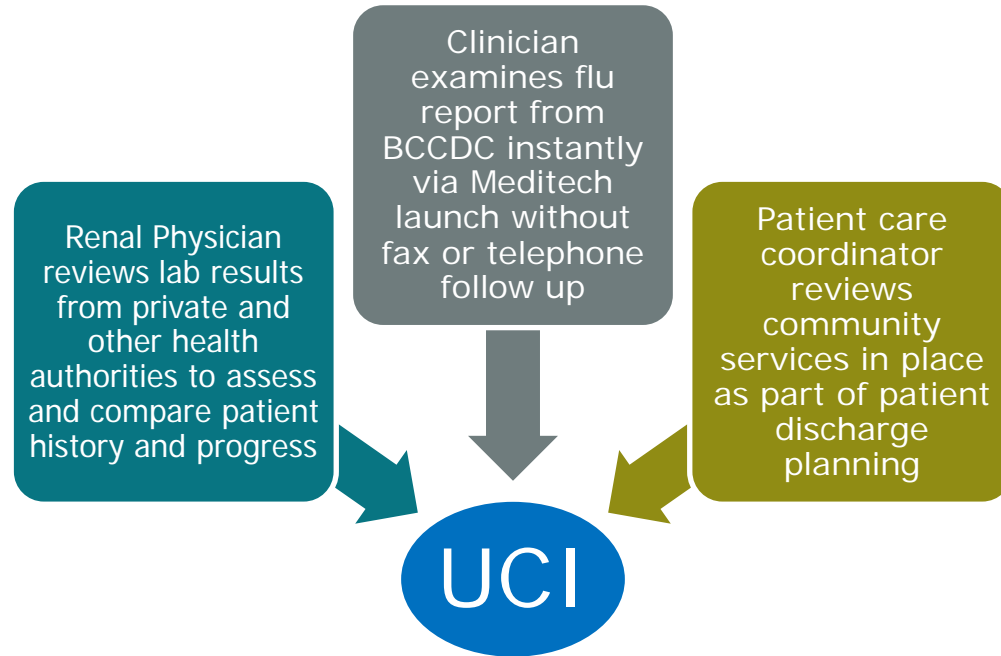 Renal Physician
reviews lab results
from private and
other health
authorities to assess
and compare patient
history and progress
Clinician
examines flu
report from
BCCDC instantly
via Meditech
launch without
fax or telephone
follow up
Patient care
coordinator
reviews
community
services in place
as part of patient
discharge
planning
UCI